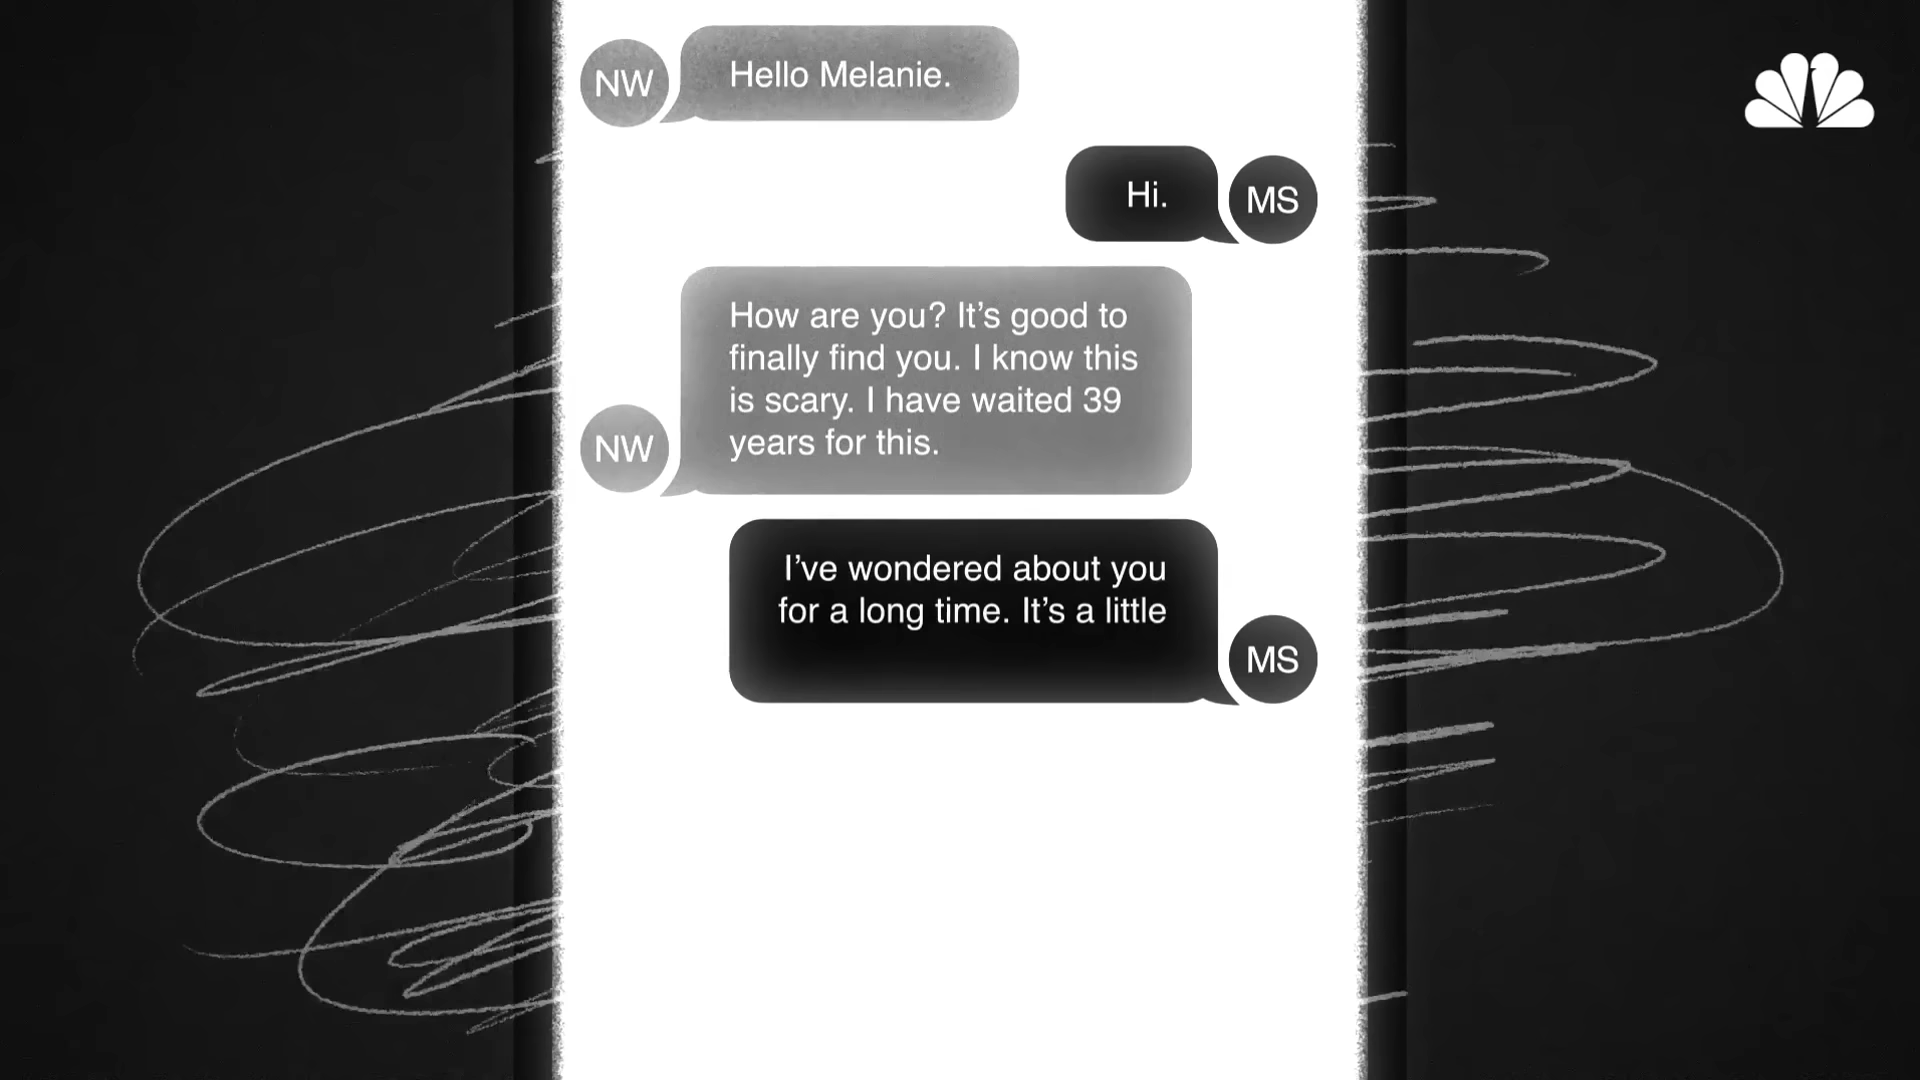 NW
Hello Melanie.
Hi.
MS
How are you? It’s good to
finally find you. I know this
is scary. I have waited 39
years for this.
NW
I’ve wondered about you
for a long time. It’s a little
MS